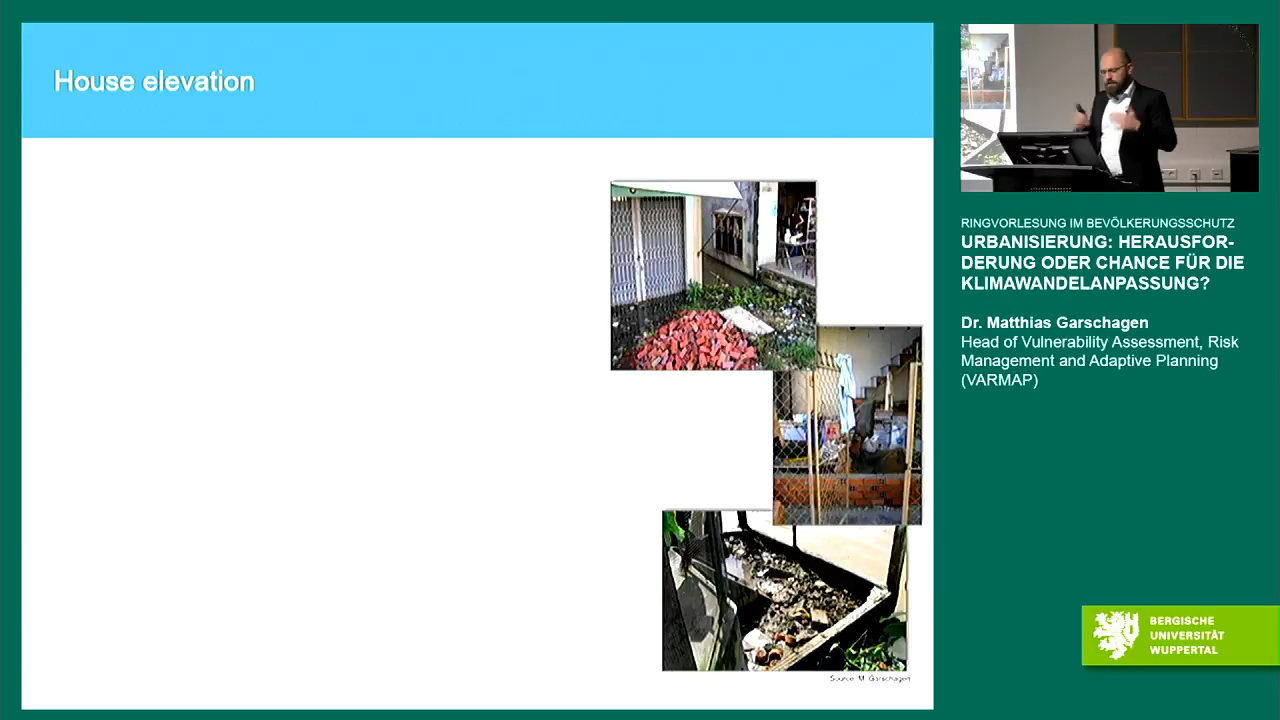 House elevation
Source: M. Garschagen
RINGVORLESUNG IM BEVÖLKERUNGSSCHUTZ
URBANISIERUNG: HERAUSFOR-
DERUNG ODER CHANCE FÜR DIE
KLIMAWANDELANPASSUNG?
Dr. Matthias Garschagen
Head of Vulnerability Assessment, Risk
Management and Adaptive Planning
(VARMAP)
BERGISCHE
UNIVERSITÄT
WUPPERTAL